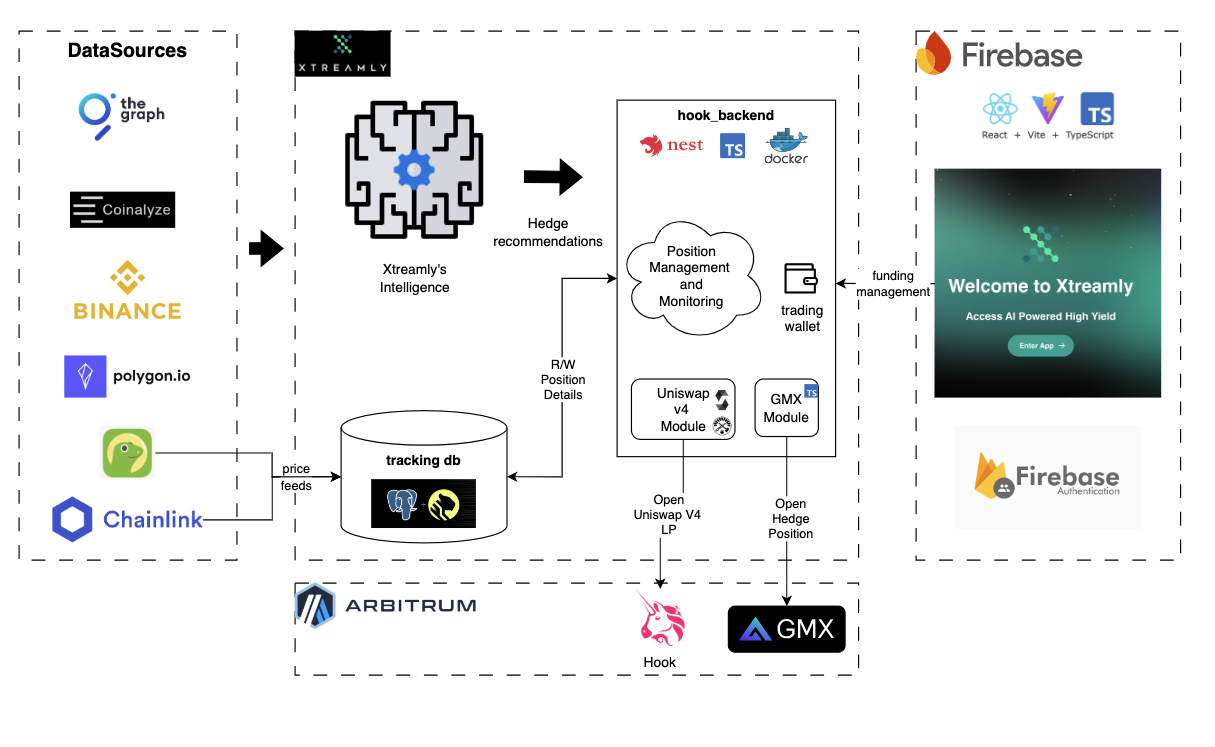 DataSources
the
graph
Coinalyze
BINANCE
polygon.io
Chainlink
price
feeds
XTREAMLY
Xtreamly's
Intelligence
Hedge
recommendations
R/W
Position
Details
tracking db
+
hook_backend
nest
TS
docker
Position
Management
and
Monitoring
trading
wallet
Uniswap
v4
Module
GMX
Module
TS
Open
Uniswap V4
LP
Open
Hedge
Position
ARBITRUM
Hook
GMX
funding
management
Firebase
TS
React + Vite + TypeScript
Welcome to Xtreamly
Access AI Powered High Yield
Enter App →
Firebase
Authentication